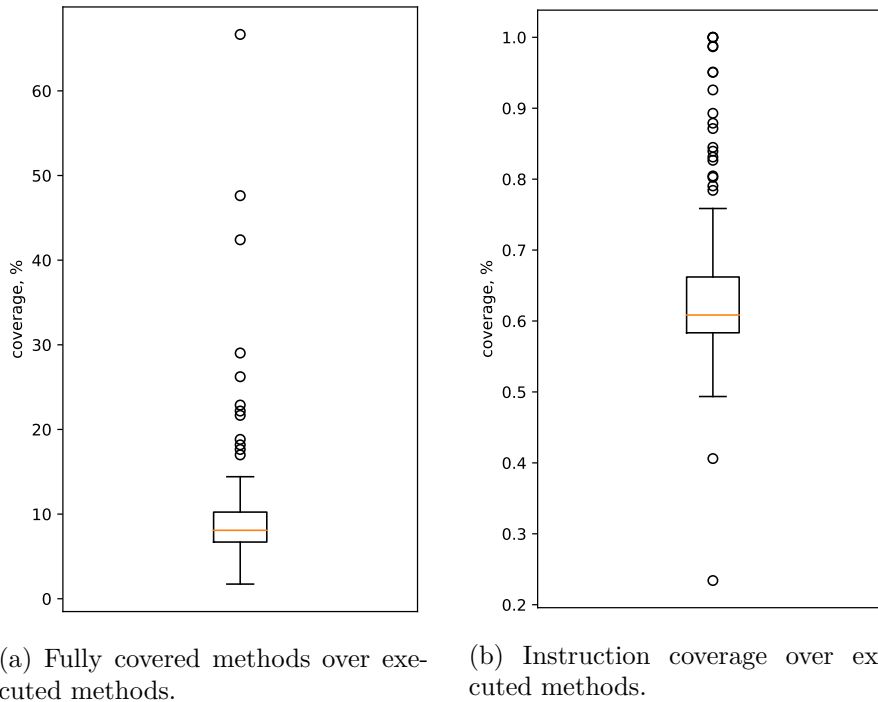 60
50
40
30
20
10
0
coverage, %
1.0
0.9
0.8
0.7
0.6
0.5
0.4
0.3
0.2
coverage, %
(a) Fully covered methods over exe-
cuted methods.
(b) Instruction coverage over ex
cuted methods.